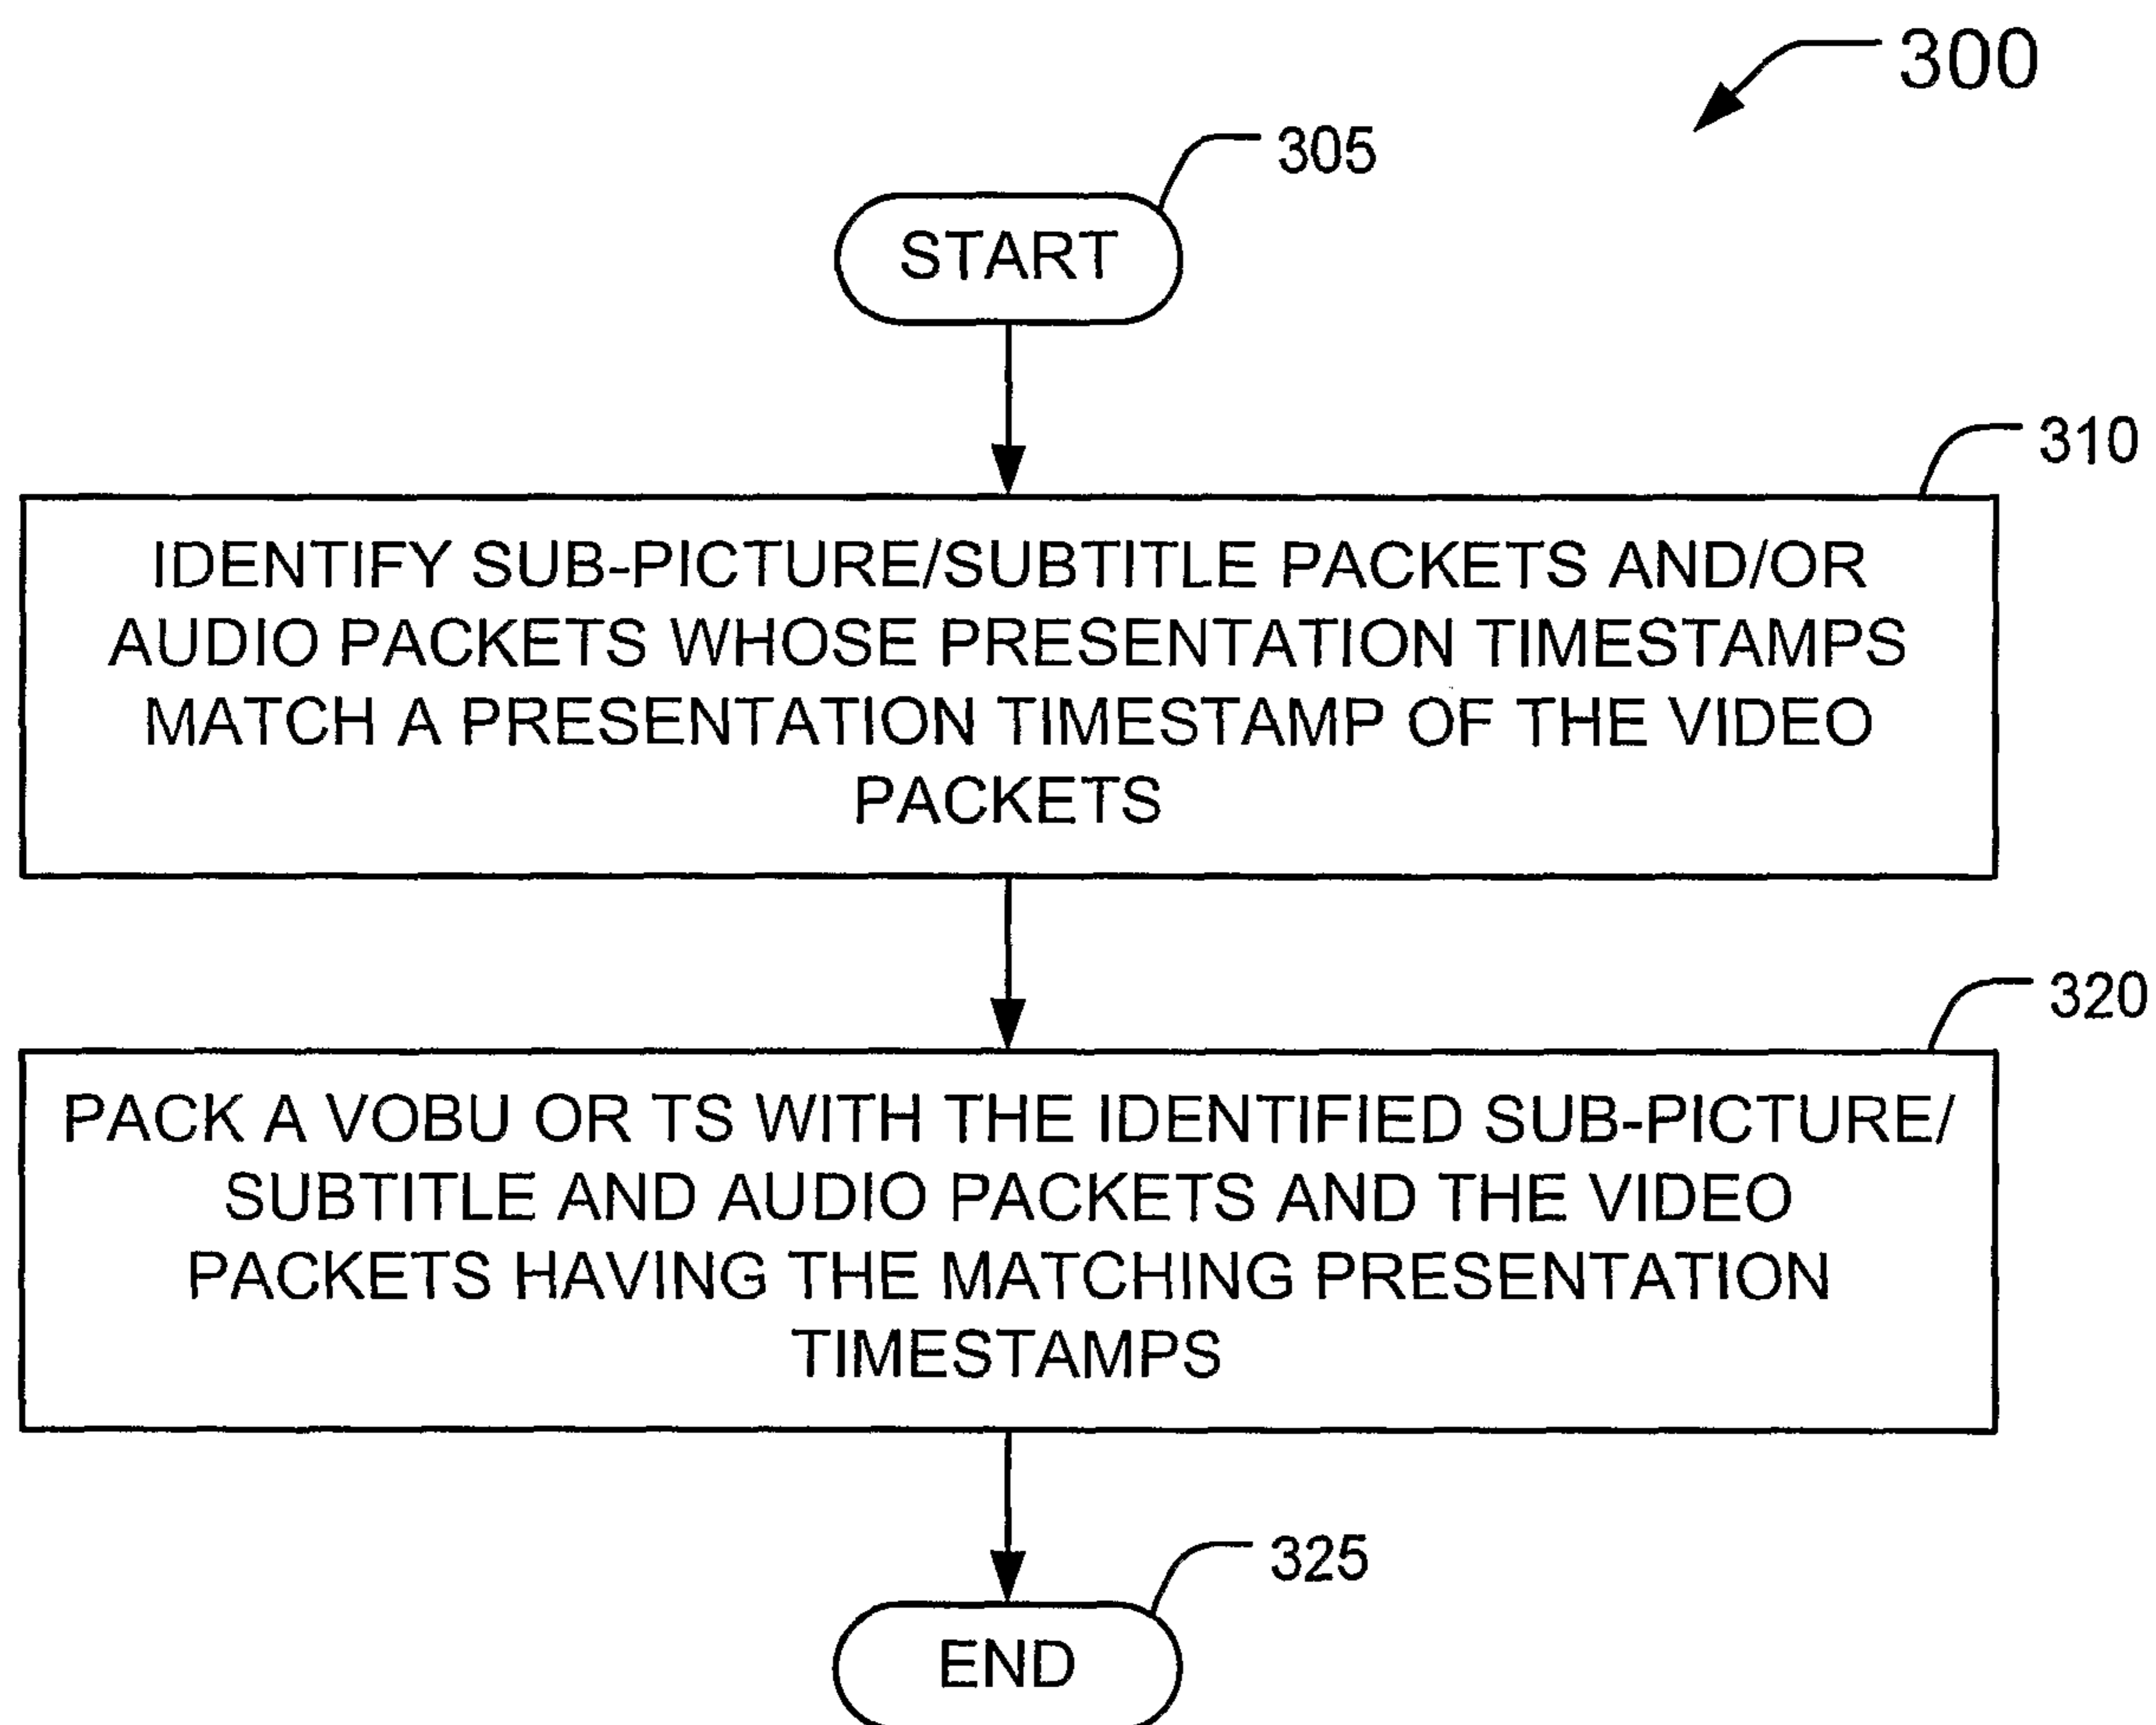 300
305
START
310
IDENTIFY SUB-PICTURE/SUBTITLE PACKETS AND/OR
AUDIO PACKETS WHOSE PRESENTATION TIMESTAMPS
MATCH A PRESENTATION TIMESTAMP OF THE VIDEO
PACKETS
320
PACK A VOBU OR TS WITH THE IDENTIFIED SUB-PICTURE/
SUBTITLE AND AUDIO PACKETS AND THE VIDEO
PACKETS HAVING THE MATCHING PRESENTATION
TIMESTAMPS
325
END